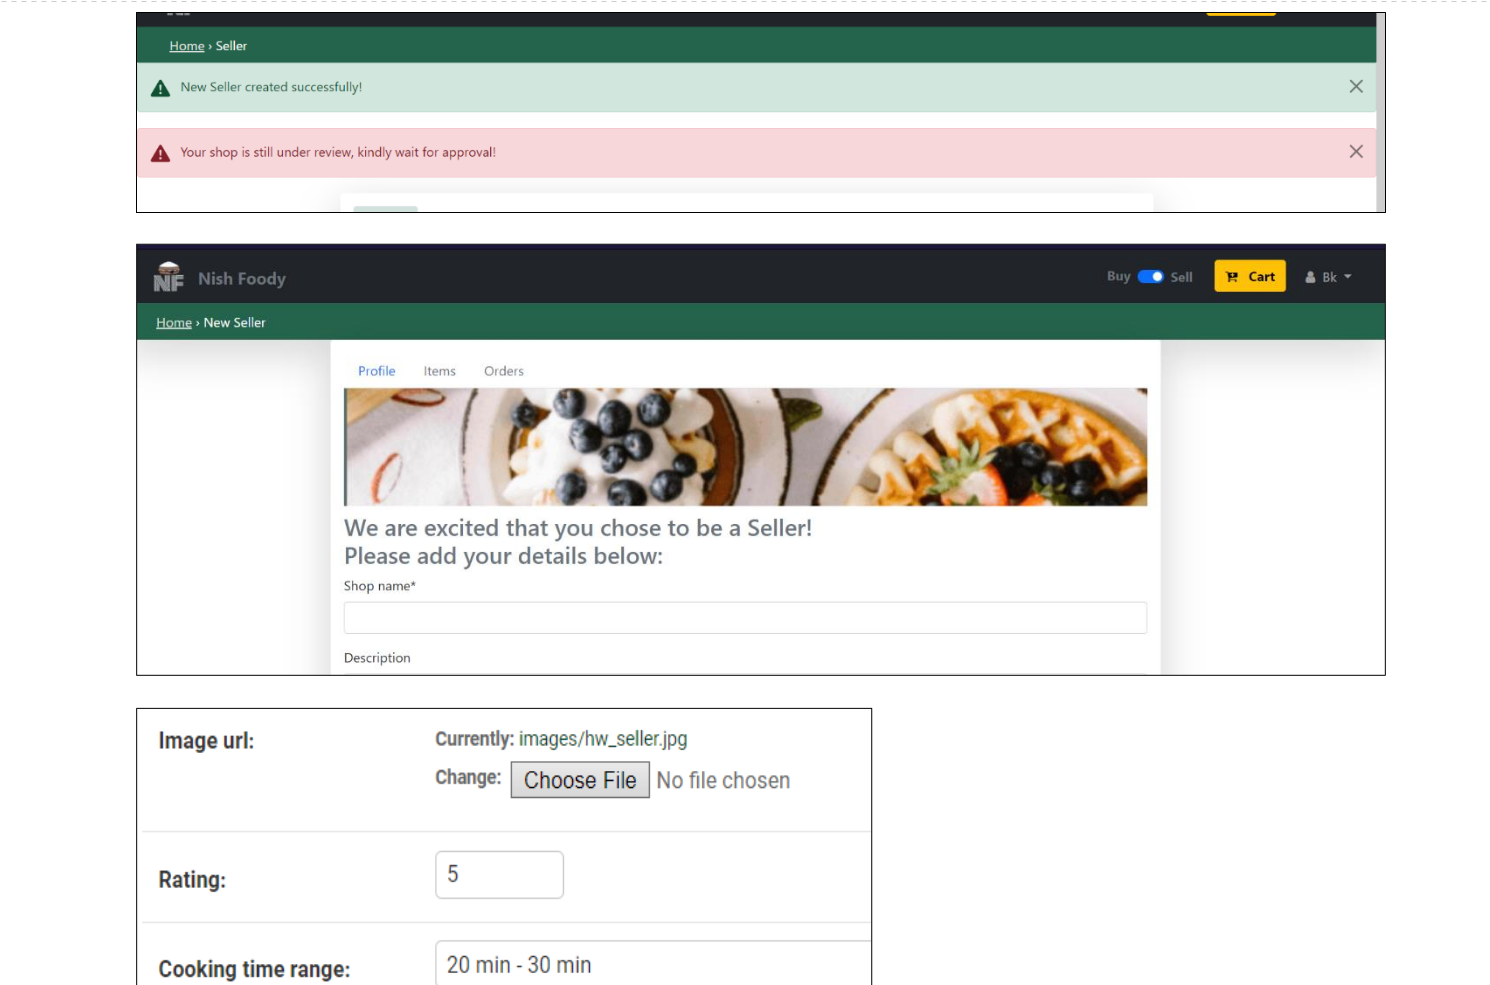 Home › Seller
New Seller created successfully!
Your shop is still under review, kindly wait for approval!
NF Nish Foody Buy Sell Cart Bk
Home › New Seller
Profile Items Orders
We are excited that you chose to be a Seller!
Please add your details below:
Shop name*
Description
Image url: Currently: images/hw_seller.jpg
Change: Choose File No file chosen
Rating: 5
Cooking time range: 20 min - 30 min